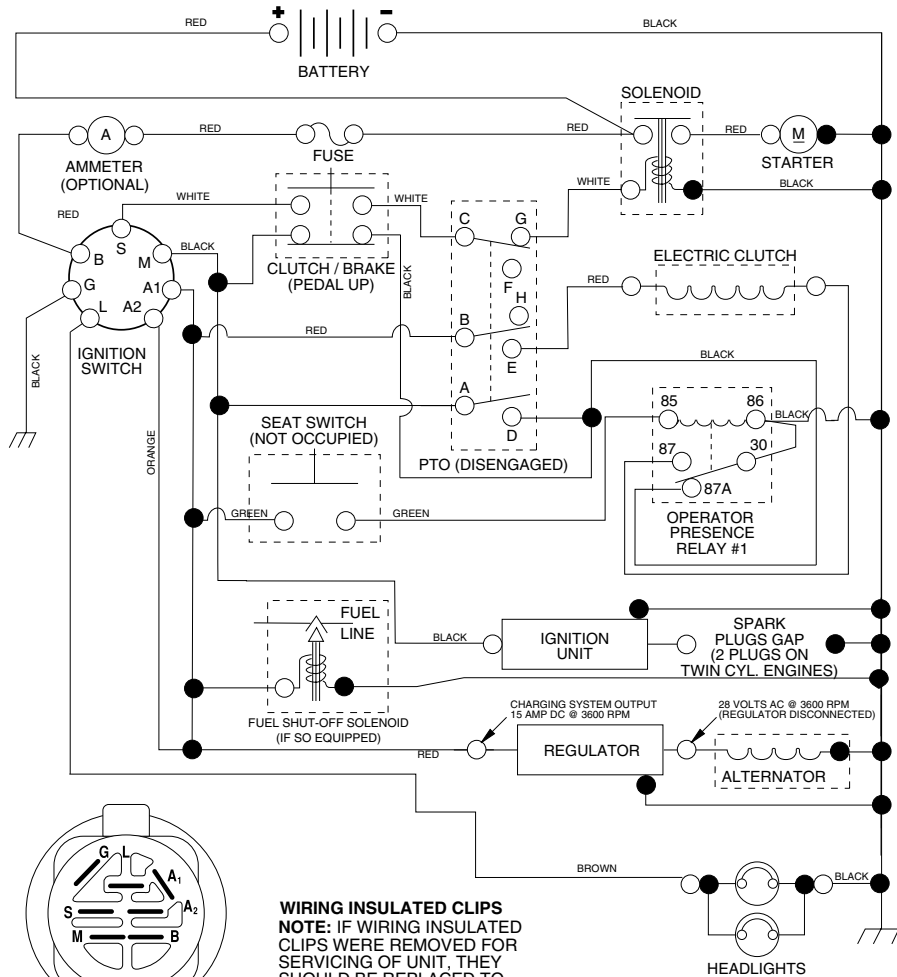 RED
+
-
BLACK
BATTERY
SOLENOID
A
RED
RED
RED
M
FUSE
STARTER
AMMETER
(OPTIONAL)
WHITE
WHITE
WHITE
BLACK
RED
S
C
G
B
M
BLACK
ELECTRIC CLUTCH
CLUTCH / BRAKE
(PEDAL UP)
BLACK
F
RED
G
A1
H
L
A2
B
RED
IGNITION
SWITCH
E
BLACK
BLACK
A
85
86
BLACK
SEAT SWITCH
(NOT OCCUPIED)
D
87
30
ORANGE
PTO (DISENGAGED)
87A
GREEN
GREEN
OPERATOR
PRESENCE
RELAY #1
FUEL
LINE
BLACK
IGNITION
UNIT
SPARK
PLUGS GAP
(2 PLUGS ON
TWIN CYL. ENGINES)
FUEL SHUT-OFF SOLENOID
(IF SO EQUIPPED)
CHARGING SYSTEM OUTPUT
15 AMP DC @ 3600 RPM
28 VOLTS AC @ 3600 RPM
(REGULATOR DISCONNECTED)
RED
REGULATOR
ALTERNATOR
BROWN
BLACK
HEADLIGHTS
G
L
A1
S
A2
M
B
WIRING INSULATED CLIPS
NOTE: IF WIRING INSULATED
CLIPS WERE REMOVED FOR
SERVICING OF UNIT, THEY
SHOULD BE REPLACED TO